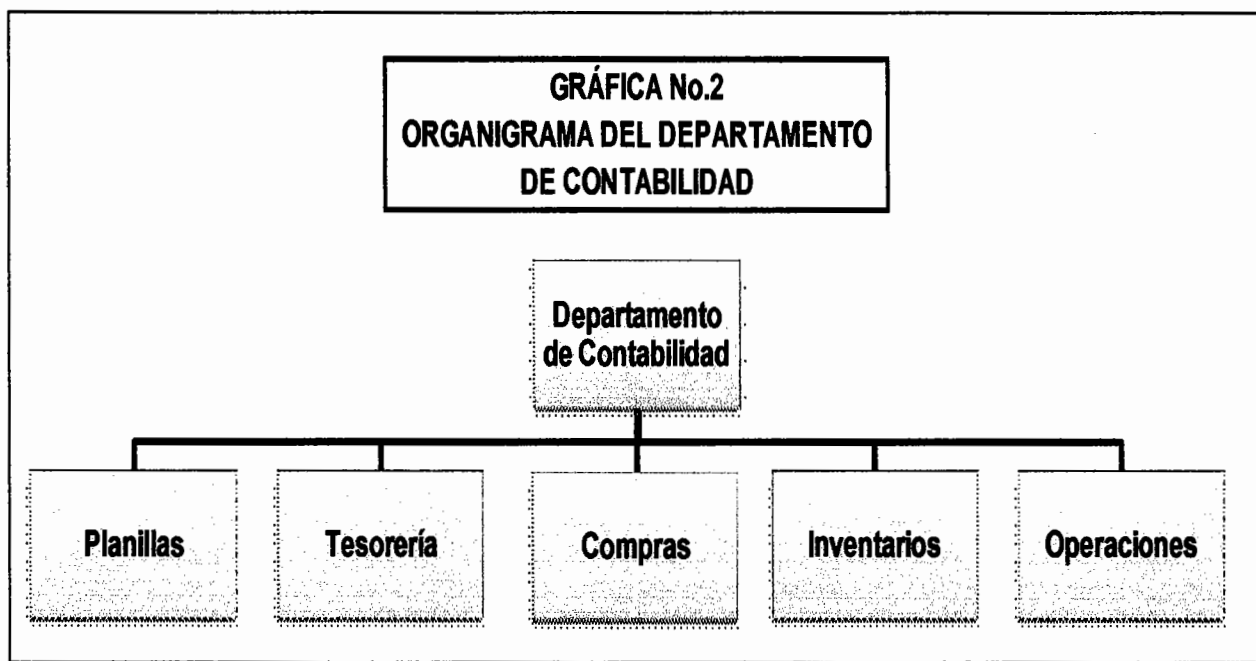 GRÁFICA No.2
ORGANIGRAMA DEL DEPARTAMENTO
DE CONTABILIDAD
Departamento
de Contabilidad
Planillas
Tesorería
Compras
Inventarios
Operaciones